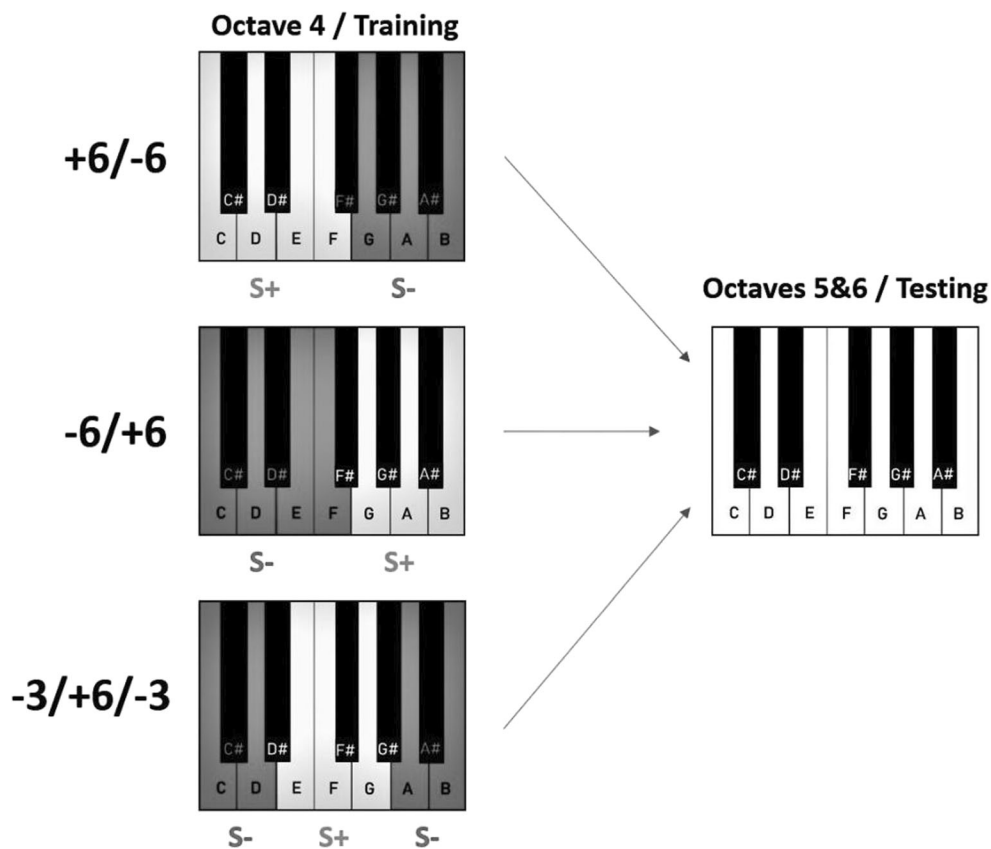 Octave 4 / Training
+6/-6
C# D# F# G# A#
C D E F G A B
S+ S-
Octaves 5&6 / Testing
-6/+6
C# D# F# G# A#
C D E F G A B
S- S+
C# D# F# G# A#
C D E F G A B
-3/+6/-3
C# D# F# G# A#
C D E F G A B
S- S+ S-